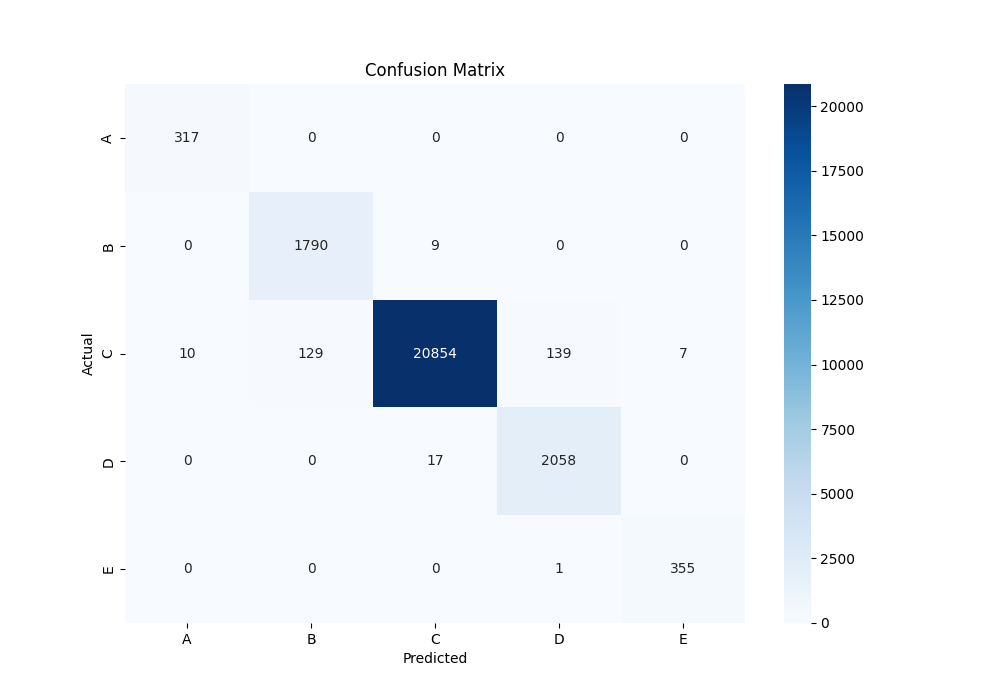 Confusion Matrix
Actual
A 317 0 0 0 0
B 0 1790 9 0 0
C 10 129 20854 139 7
D 0 0 17 2058 0
E 0 0 0 1 355
A B C D E
Predicted
20000
17500
15000
12500
10000
7500
5000
2500
0